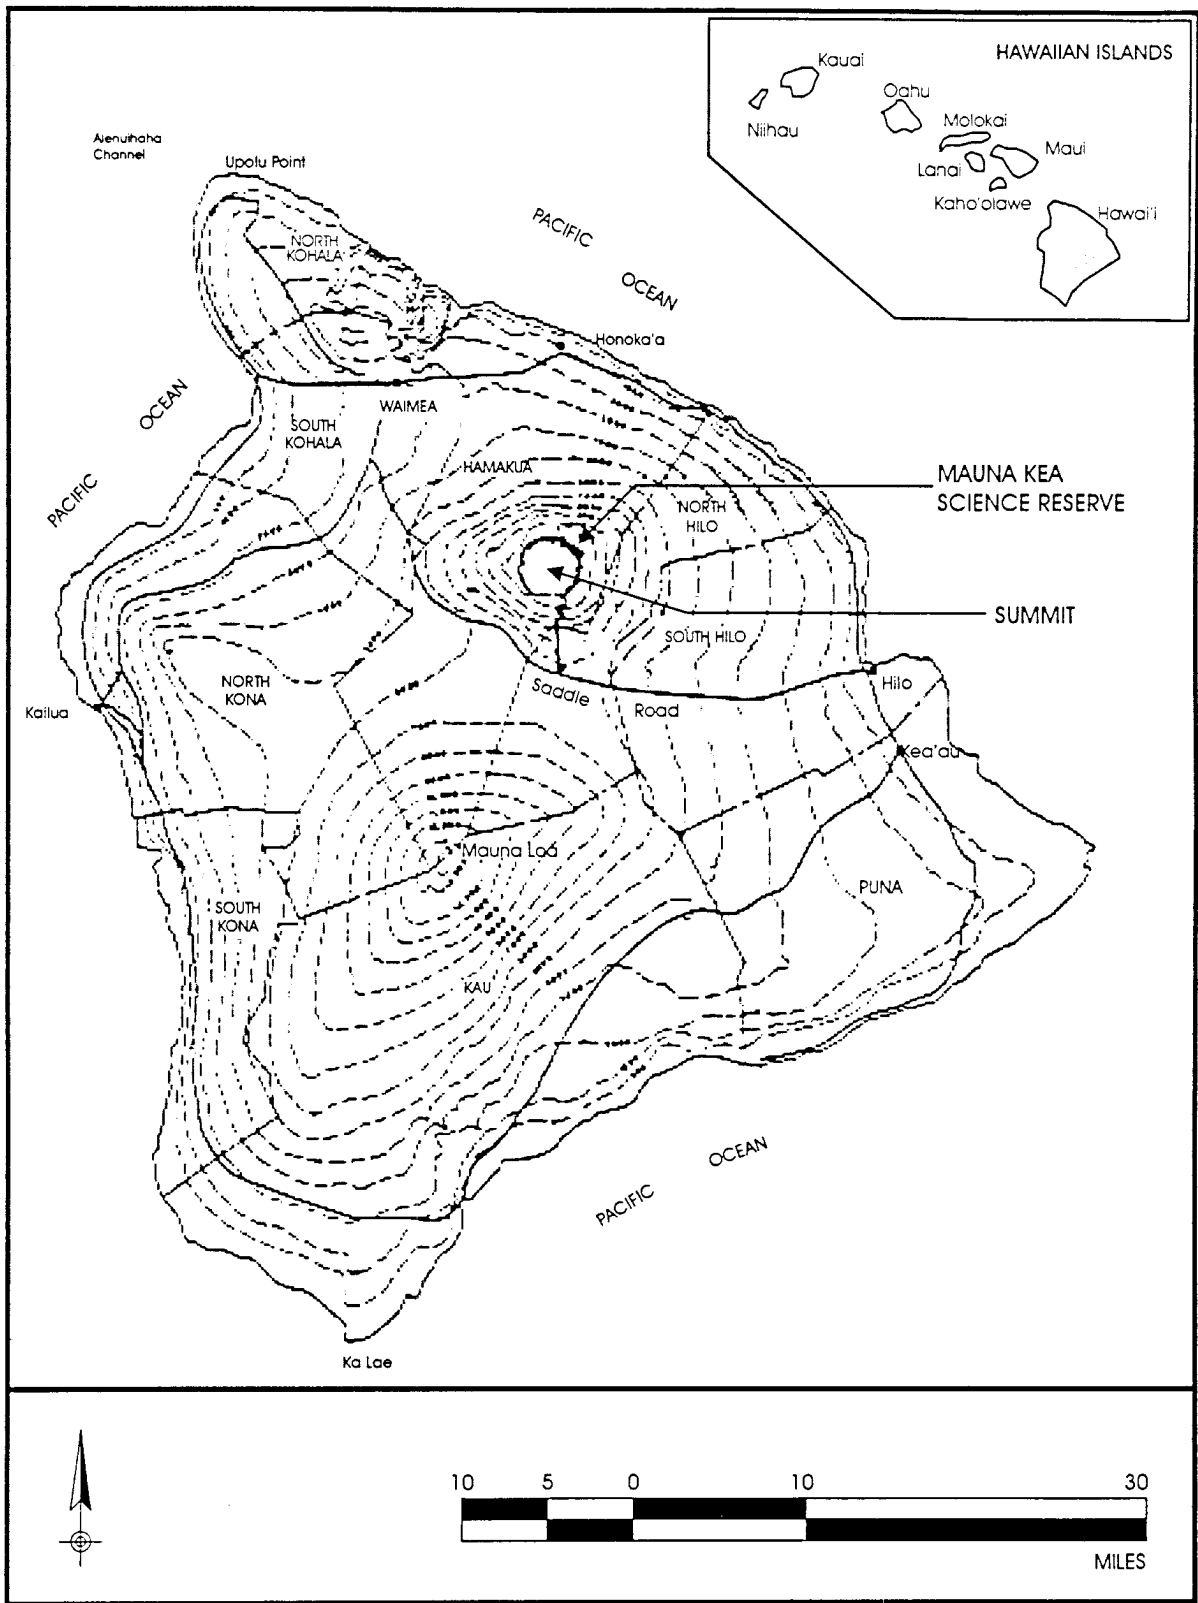 HAWAIIAN ISLANDS
Kauai
Niihau
Oahu
Molokai
Maui
Lanai
Kaho'olawe
Hawai'i
Alenuihaha
Channel
Upolu Point
PACIFIC
OCEAN
NORTH
KOHALA
Honoka'a
OCEAN
PACIFIC
WAIMEA
SOUTH
KOHALA
HAMAKUA
MAUNA KEA
SCIENCE RESERVE
NORTH
HILO
SUMMIT
SOUTH HILO
NORTH
KONA
Saddle
Road
Hilo
Kailua
Kea'au
Mauna Loa
PUNA
SOUTH
KONA
KAU
OCEAN
PACIFIC
Ka Lae
10 5 0 10 30
MILES